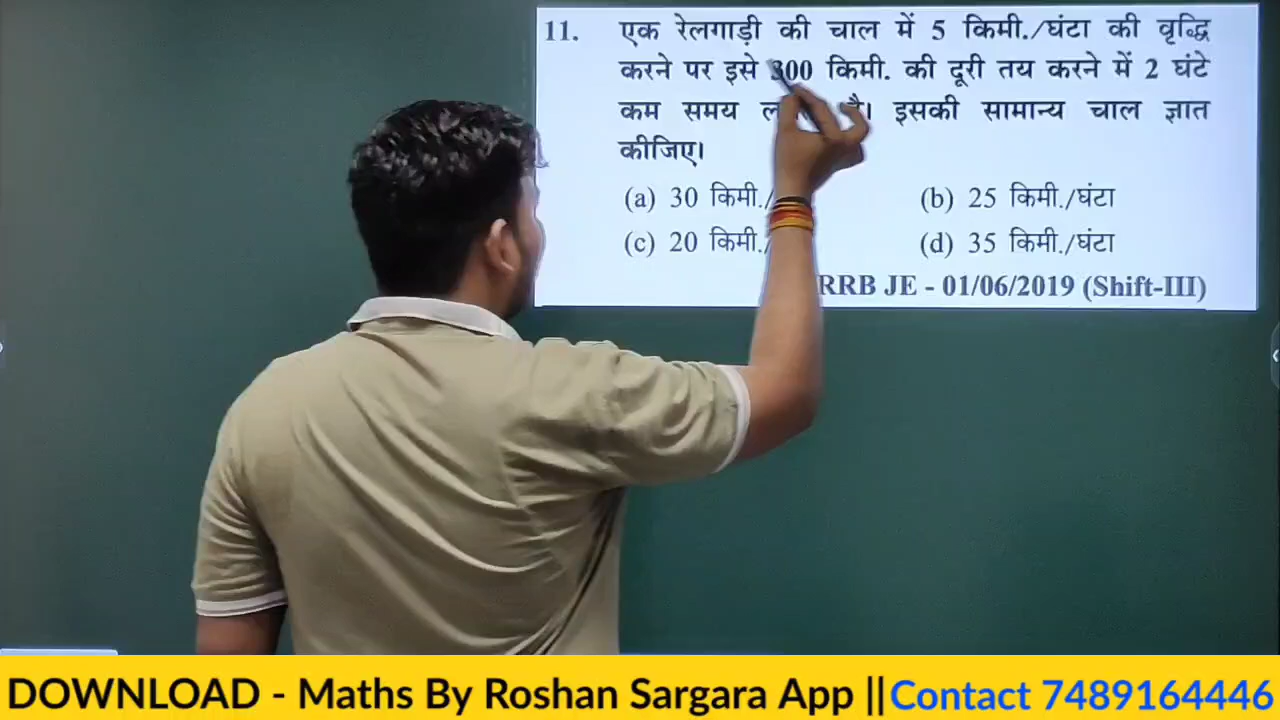 11. एक रेलगाड़ी की चाल में 5 किमी./घंटा की वृद्धि
करने पर इसे 300 किमी. की दूरी तय करने में 2 घंटे
कम समय है। इसकी सामान्य चाल ज्ञात
कीजिए।
(a) 30 किमी./ (b) 25 किमी./घंटा
(c) 20 किमी./ (d) 35 किमी./घंटा
RRB JE - 01/06/2019 (Shift-III)
DOWNLOAD - Maths By Roshan Sargara App ||Contact 7489164446